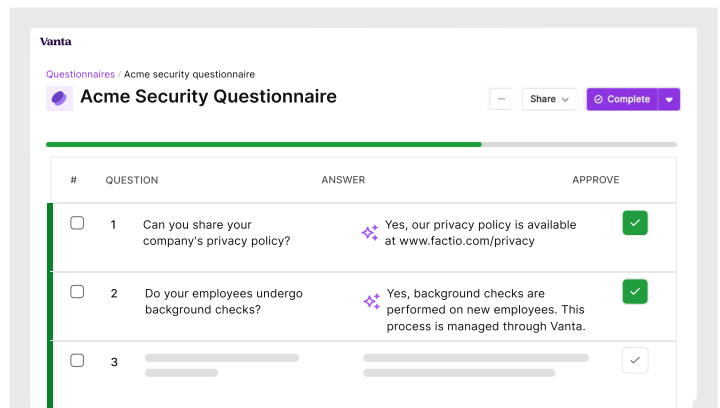 Vanta
Questionnaires / Acme security questionnaire
Acme Security Questionnaire
... Share Complete
# QUESTION ANSWER APPROVE
1 Can you share your
company's privacy policy?
Yes, our privacy policy is available
at www.factio.com/privacy
2 Do your employees undergo
background checks?
Yes, background checks are
performed on new employees. This
process is managed through Vanta.
3